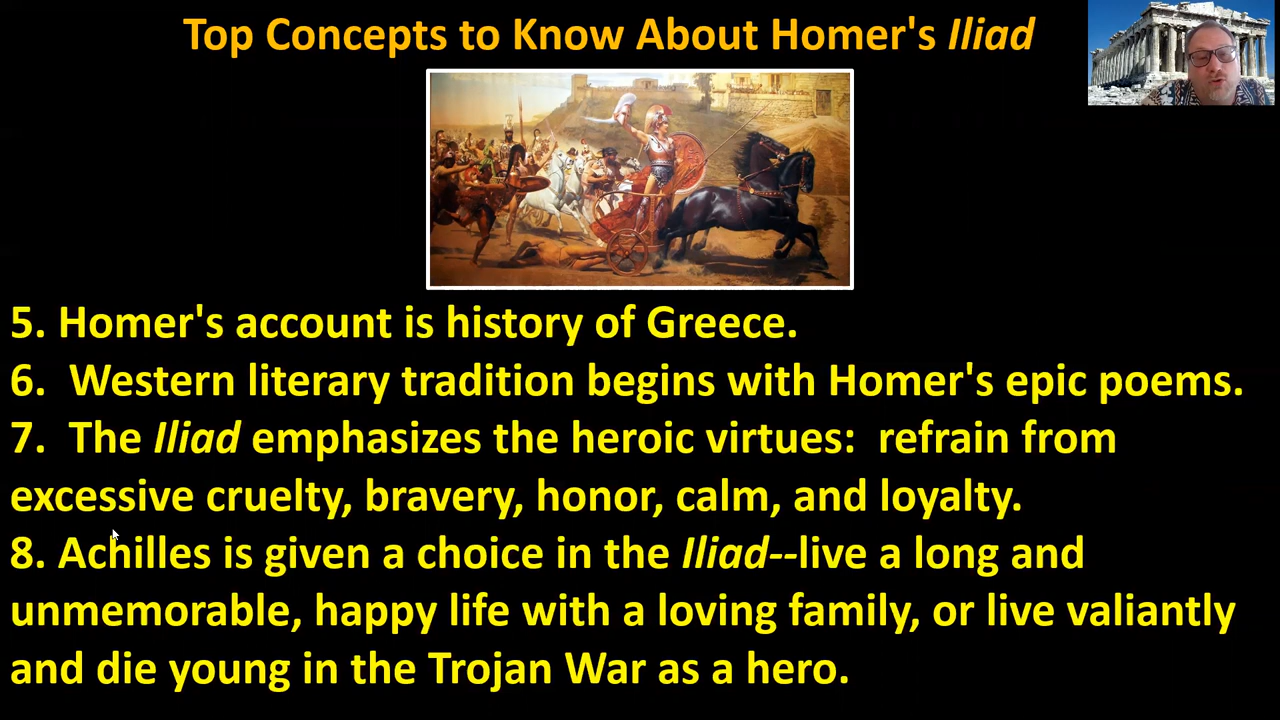 Top Concepts to Know About Homer's Iliad
5. Homer's account is history of Greece.
6.  Western literary tradition begins with Homer's epic poems.
7.  The Iliad emphasizes the heroic virtues:  refrain from
excessive cruelty, bravery, honor, calm, and loyalty.
8. Achilles is given a choice in the Iliad--live a long and
unmemorable, happy life with a loving family, or live valiantly
and die young in the Trojan War as a hero.